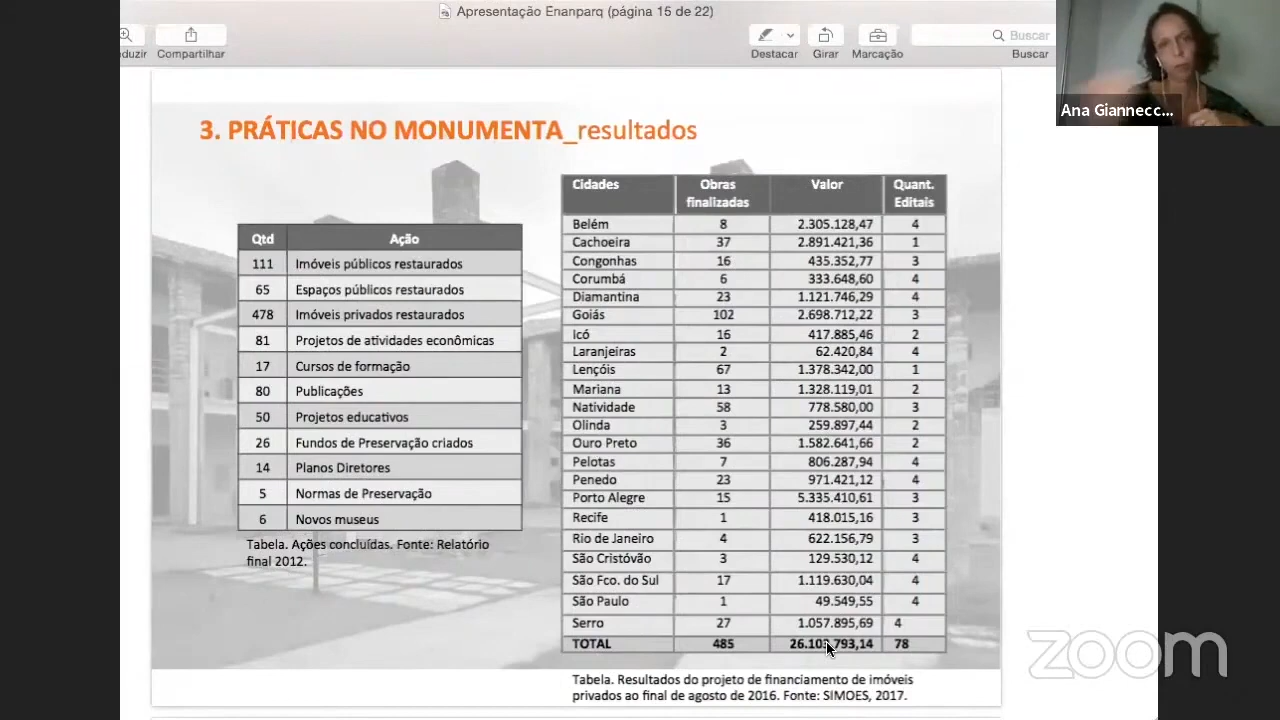 Apresentação Enanparq (página 15 de 22)
duzir
Compartilhar
Destacar
Girar
Marcação
Buscar
Buscar
Ana Giannecc...
3. PRÁTICAS NO MONUMENTA_resultados
Qtd Ação
111 Imóveis públicos restaurados
65 Espaços públicos restaurados
478 Imóveis privados restaurados
81 Projetos de atividades econômicas
17 Cursos de formação
80 Publicações
50 Projetos educativos
26 Fundos de Preservação criados
14 Planos Diretores
5 Normas de Preservação
6 Novos museus
Tabela. Ações concluídas. Fonte: Relatório
final 2012.
Cidades Obras finalizadas Valor Quant. Editais
Belém 8 2.305.128,47 4
Cachoeira 37 2.891.421,36 1
Congonhas 16 435.352,77 3
Corumbá 6 333.648,60 4
Diamantina 23 1.121.746,29 4
Goiás 102 2.698.712,22 3
Icó 16 417.885,46 2
Laranjeiras 2 62.420,84 4
Lençóis 67 1.378.342,00 1
Mariana 13 1.328.119,01 2
Natividade 58 778.580,00 3
Olinda 3 259.897,44 2
Ouro Preto 36 1.582.641,66 2
Pelotas 7 806.287,94 4
Penedo 23 971.421,12 4
Porto Alegre 15 5.335.410,61 3
Recife 1 418.015,16 3
Rio de Janeiro 4 622.156,79 3
São Cristóvão 3 129.530,12 4
São Fco. do Sul 17 1.119.630,04 4
São Paulo 1 49.549,55 4
Serro 27 1.057.895,69 4
TOTAL 485 78
Tabela. Resultados do projeto de financiamento de imóveis
privados ao final de agosto de 2016. Fonte: SIMOES, 2017.
zoom